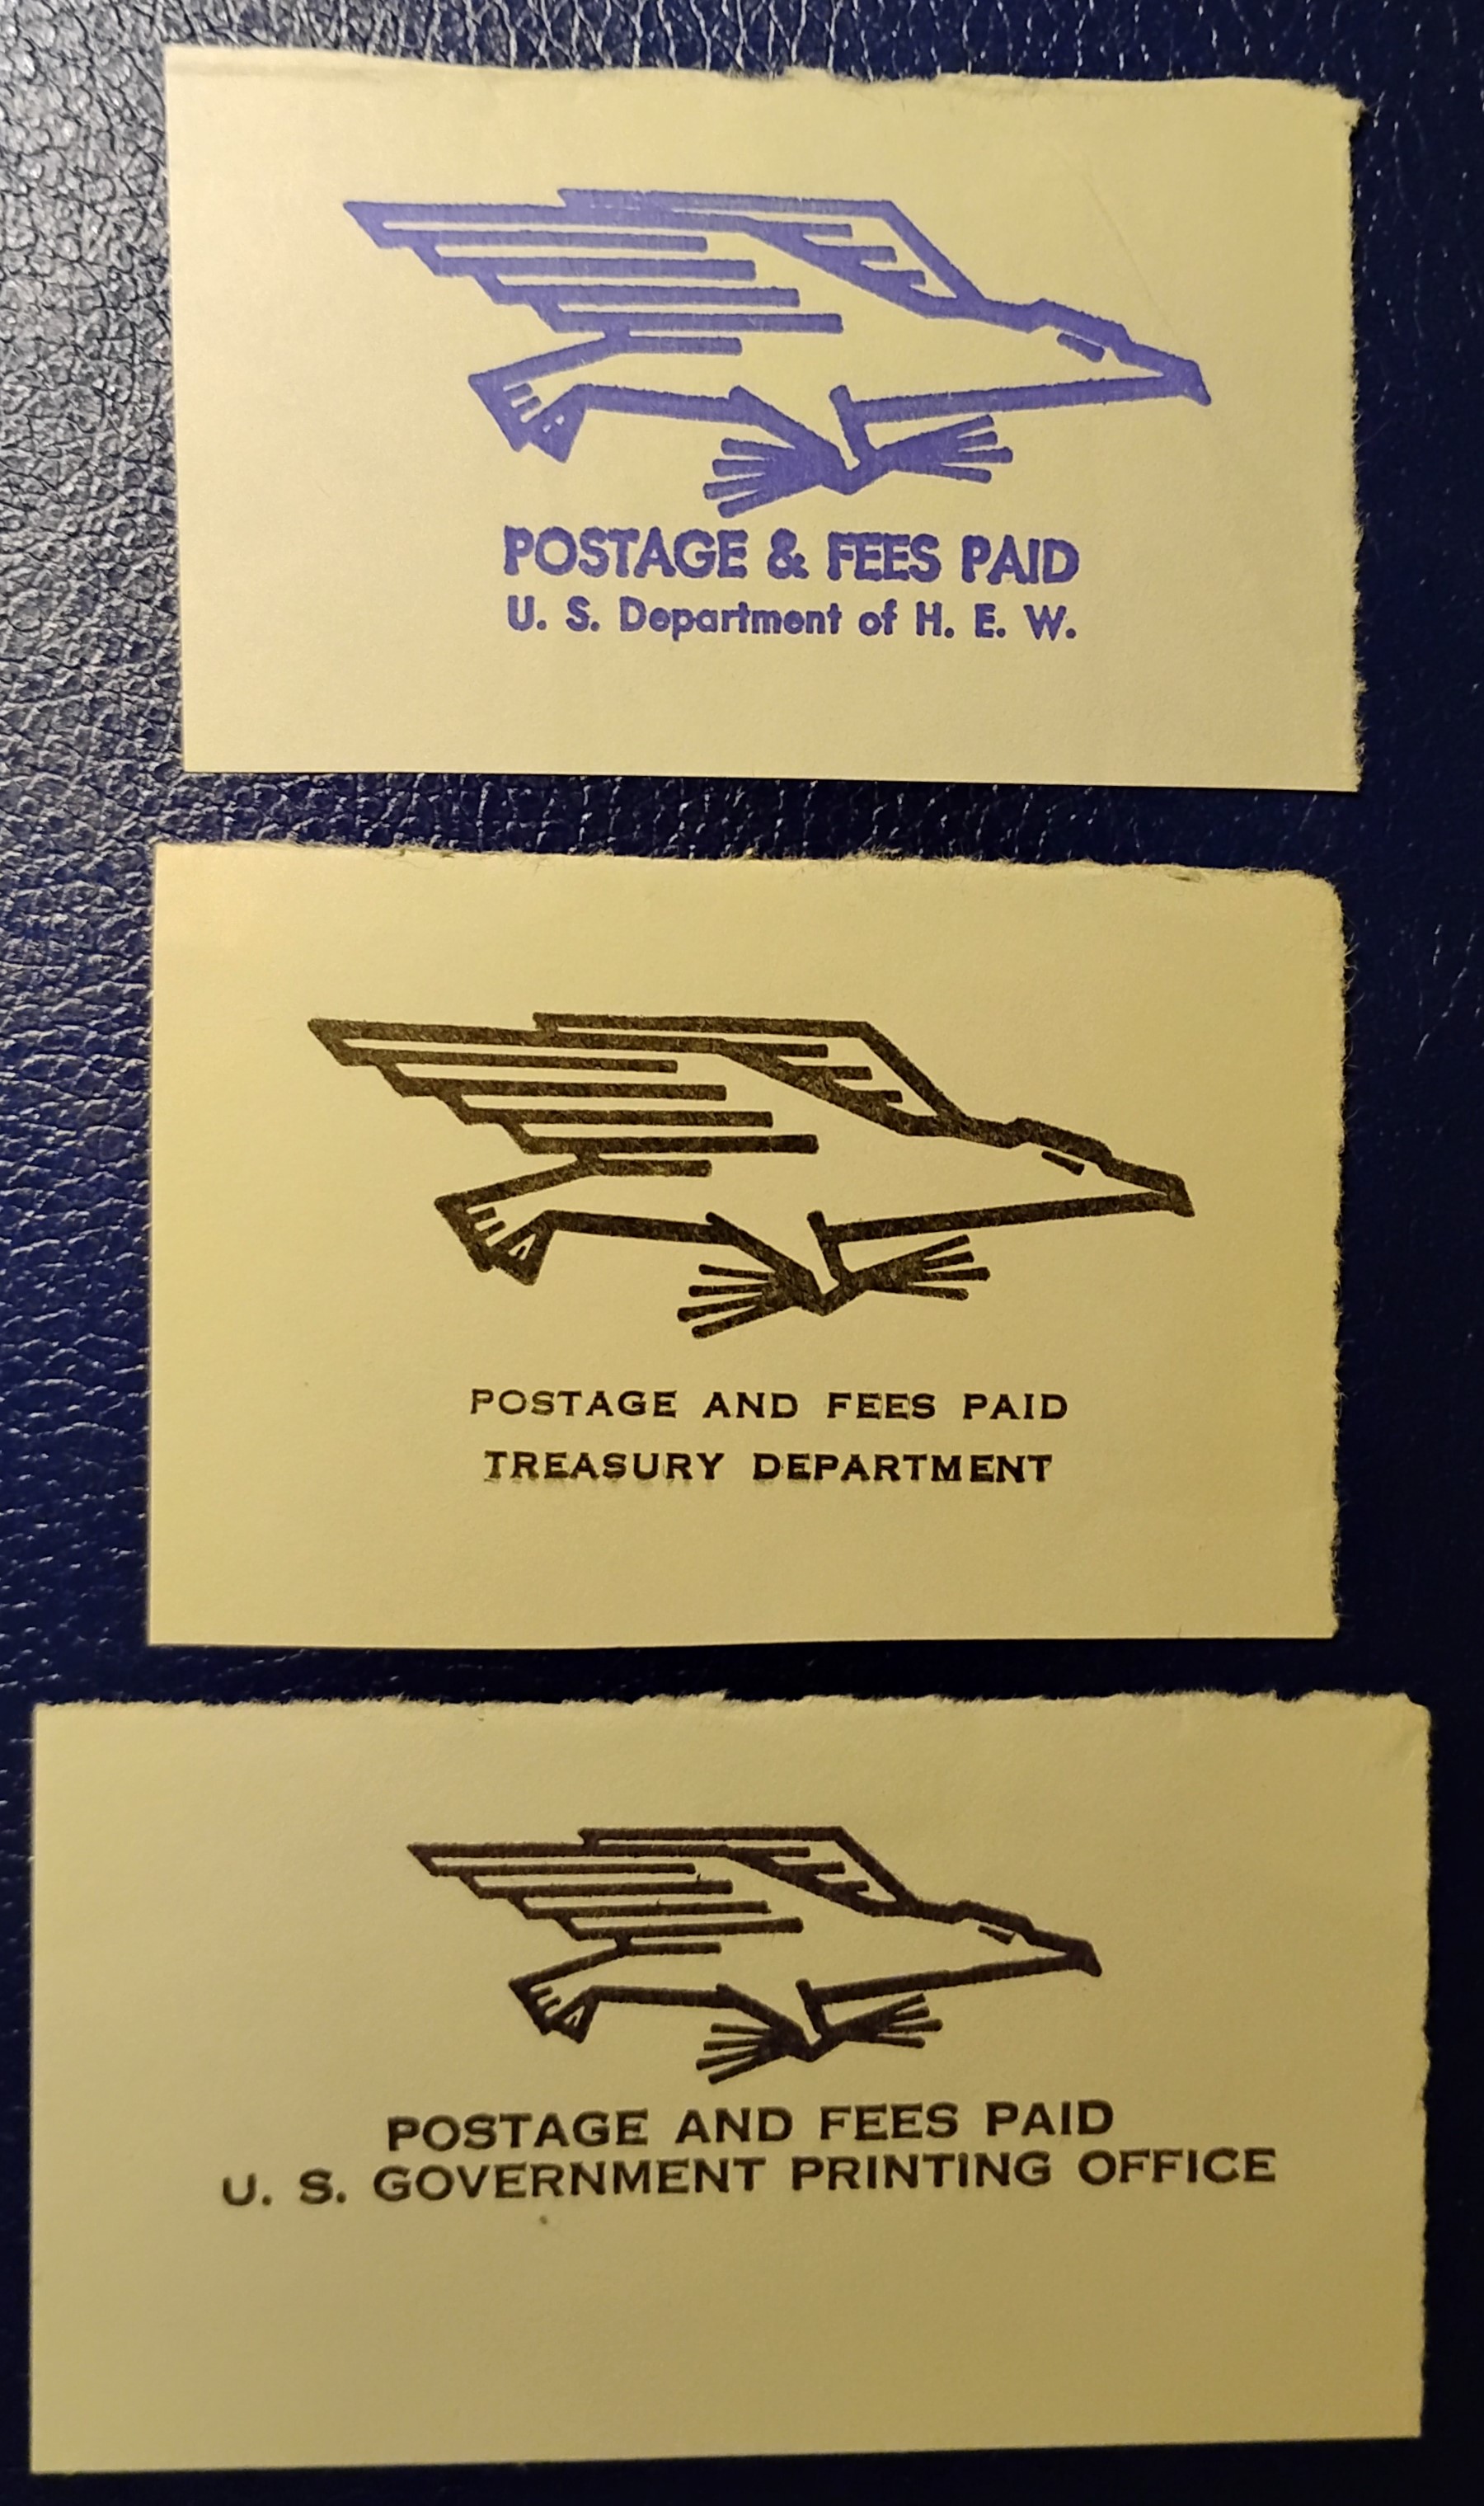 POSTAGE & FEES PAID
U. S. Department of H. E. W.
POSTAGE AND FEES PAID
TREASURY DEPARTMENT
POSTAGE AND FEES PAID
U. S. GOVERNMENT PRINTING OFFICE